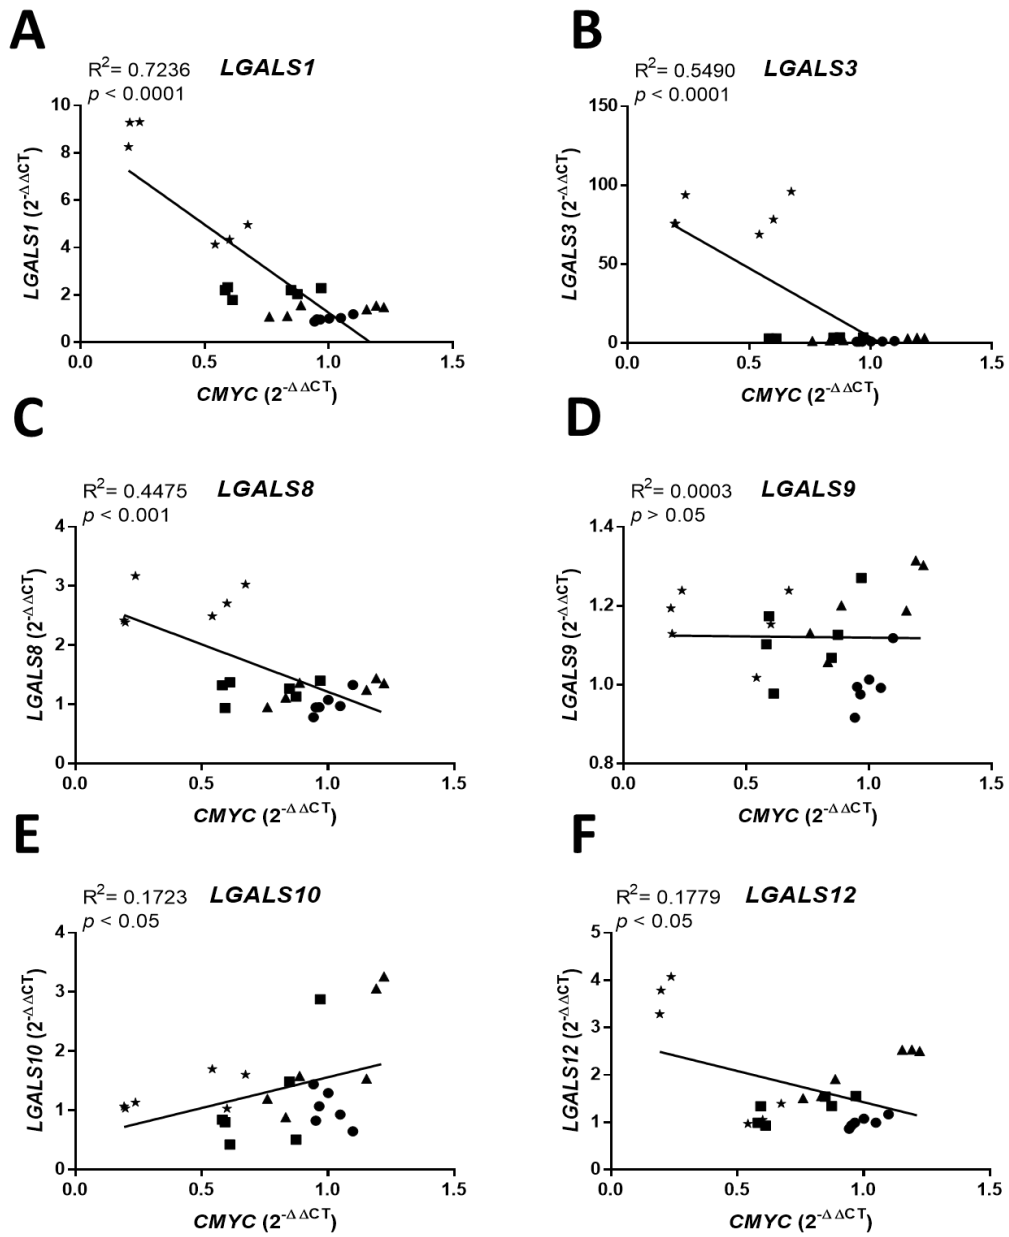 A
B
R²= 0.7236 LGALS1
p < 0.0001
10
8
6
4
2
0
LGALS1 (2^-ΔΔCT)
0.0 0.5 1.0 1.5
CMYC (2^-ΔΔCT)
R²= 0.5490 LGALS3
p < 0.0001
150
100
50
0
LGALS3 (2^-ΔΔCT)
0.0 0.5 1.0 1.5
CMYC (2^-ΔΔCT)
C
D
R²= 0.4475 LGALS8
p < 0.001
4
3
2
1
0
LGALS8 (2^-ΔΔCT)
0.0 0.5 1.0 1.5
CMYC (2^-ΔΔCT)
R²= 0.0003 LGALS9
p > 0.05
1.4
1.2
1.0
0.8
LGALS9 (2^-ΔΔCT)
0.0 0.5 1.0 1.5
CMYC (2^-ΔΔCT)
E
F
R²= 0.1723 LGALS10
p < 0.05
4
3
2
1
0
LGALS10 (2^-ΔΔCT)
0.0 0.5 1.0 1.5
CMYC (2^-ΔΔCT)
R²= 0.1779 LGALS12
p < 0.05
5
4
3
2
1
0
LGALS12 (2^-ΔΔCT)
0.0 0.5 1.0 1.5
CMYC (2^-ΔΔCT)